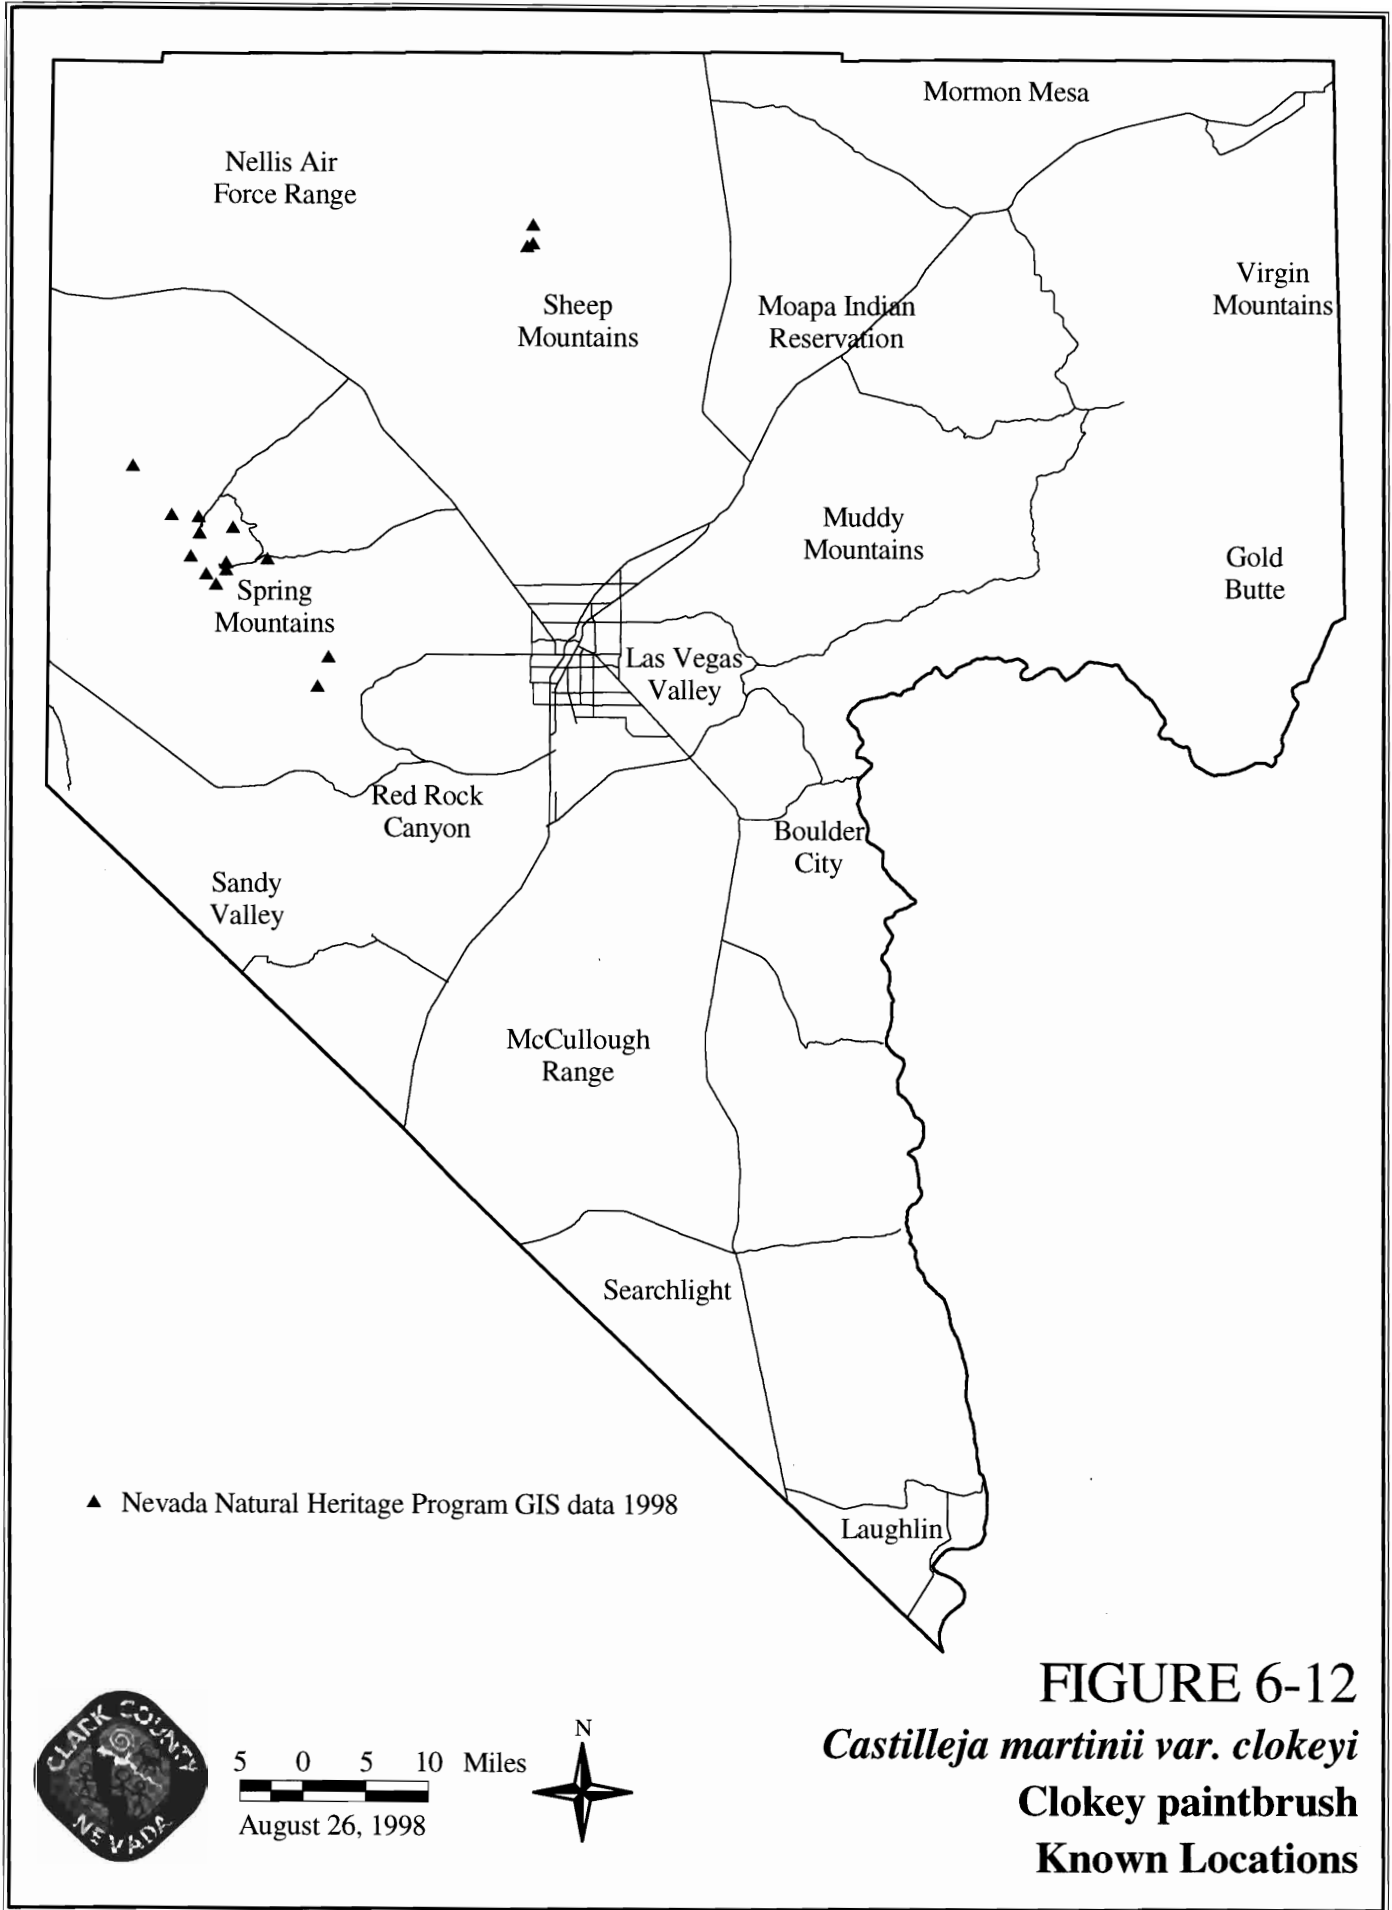 Mormon Mesa
Nellis Air
Force Range
Virgin
Mountains
Sheep
Mountains
Moapa Indian
Reservation
Muddy
Mountains
Gold
Butte
Spring
Mountains
Las Vegas
Valley
Red Rock
Canyon
Boulder
City
Sandy
Valley
McCullough
Range
Searchlight
Nevada Natural Heritage Program GIS data 1998
Laughlin
FIGURE 6-12
Castilleja martinii var. clokeyi
Clokey paintbrush
Known Locations
CLARK COUNTY
NEVADA
5 0 5 10 Miles
August 26, 1998
N